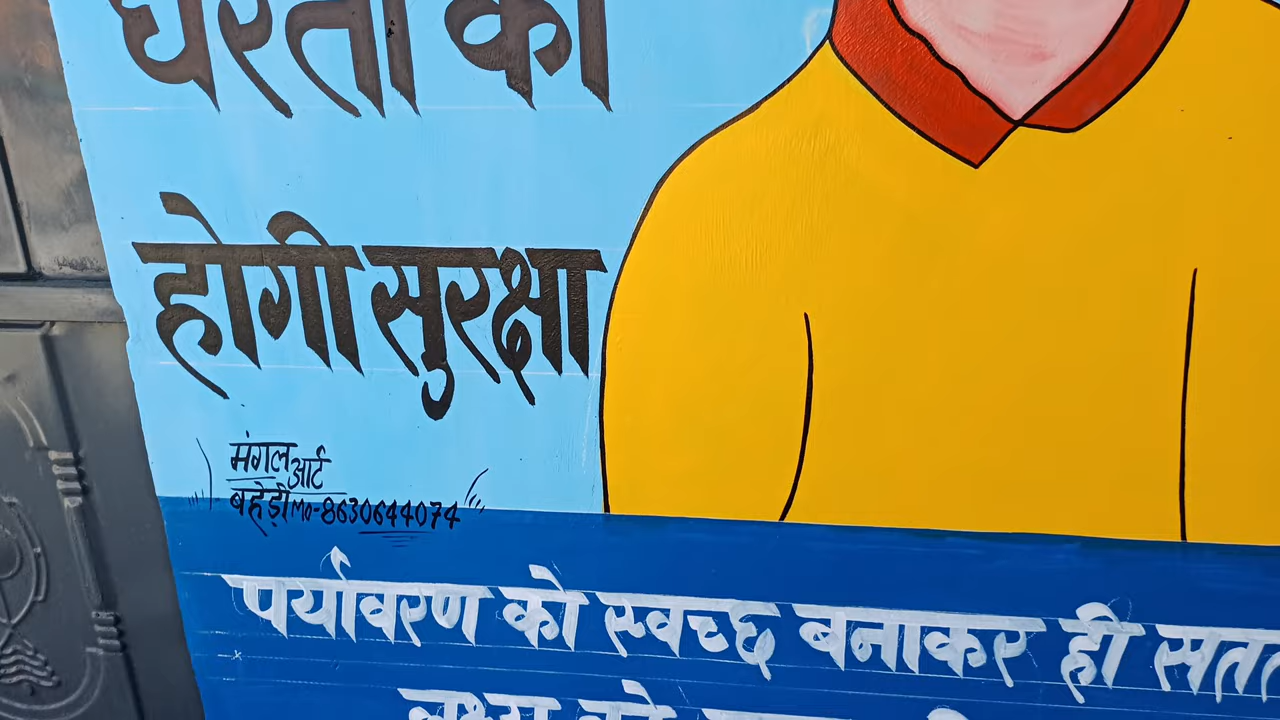 धरती की
होगी सुरक्षा
मंगल आर्ट
बहेड़ी Mo-8630644074
पर्यावरण को स्वच्छ बनाकर ही सतत